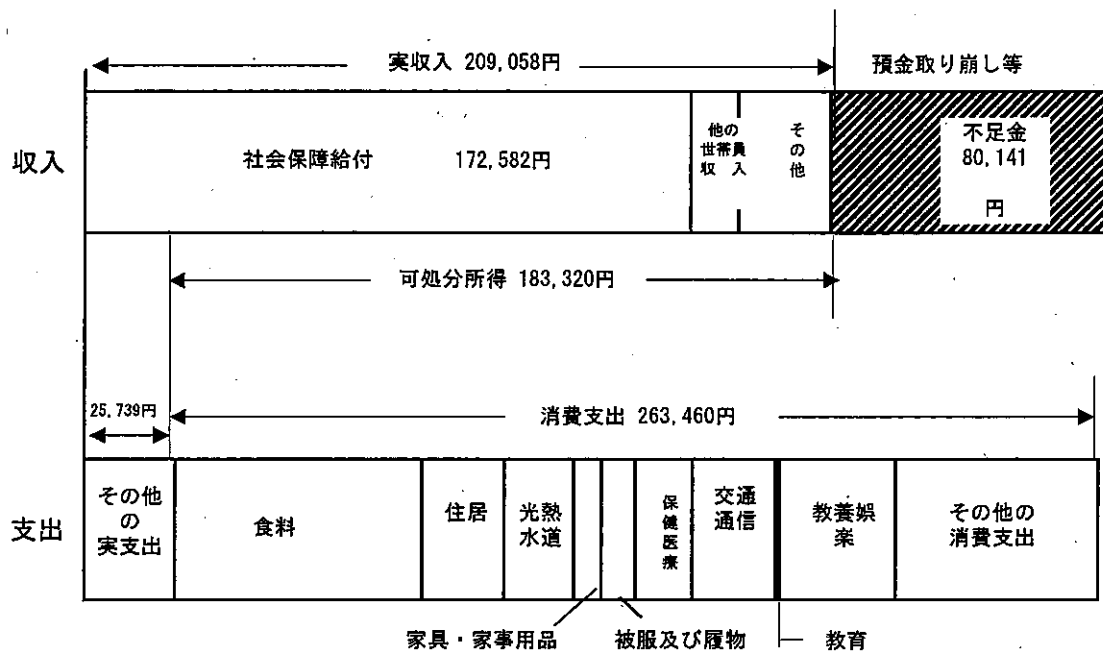 実収入 209,058円
預金取り崩し等
収入
社会保障給付 172,582円
他の
世帯員
収入
その他
不足金
80,141
円
可処分所得 183,320円
25,739円
消費支出 263,460円
支出
その他
の
実支出
食料
住居
光熱
水道
保健医療
交通
通信
教養娯
楽
その他の
消費支出
家具・家事用品
被服及び履物
教育